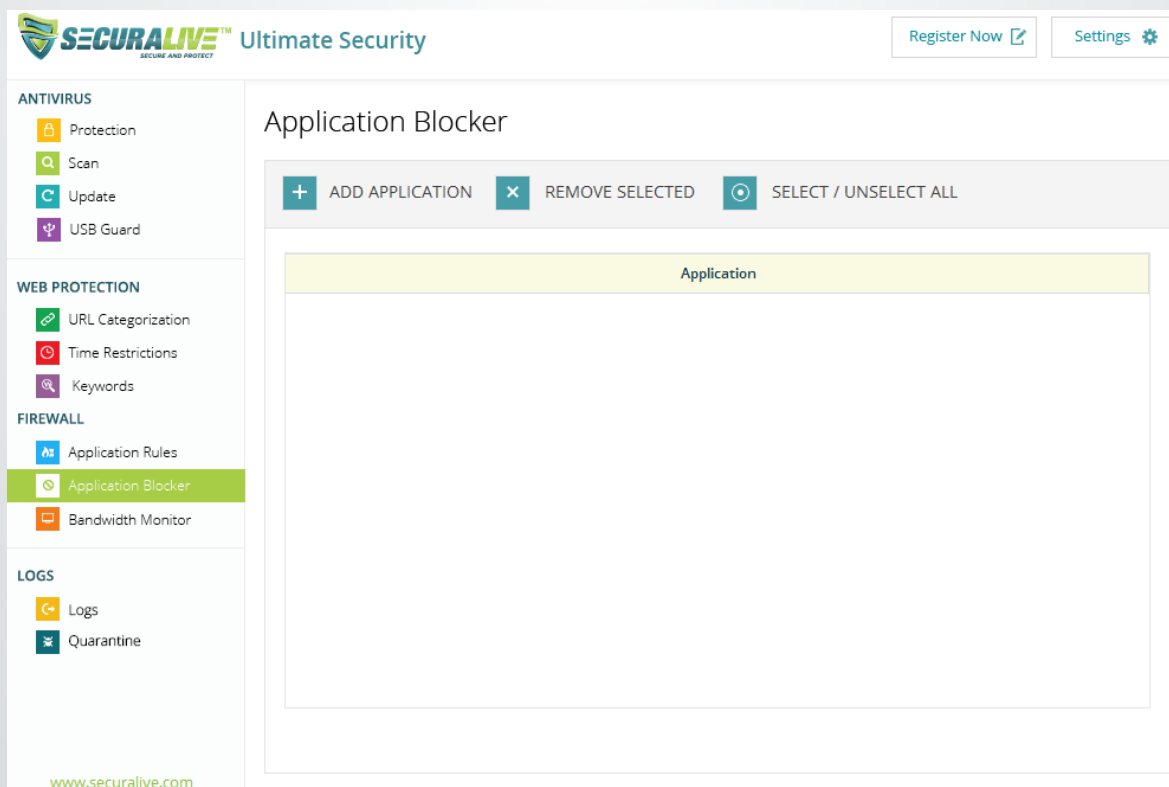 SECURALIVE™ Ultimate Security
SECURE AND PROTECT
Register Now
Settings
ANTIVIRUS
Protection
Scan
Update
USB Guard
WEB PROTECTION
URL Categorization
Time Restrictions
Keywords
FIREWALL
Application Rules
Application Blocker
Bandwidth Monitor
LOGS
Logs
Quarantine
www.securalive.com
Application Blocker
ADD APPLICATION REMOVE SELECTED SELECT / UNSELECT ALL
Application